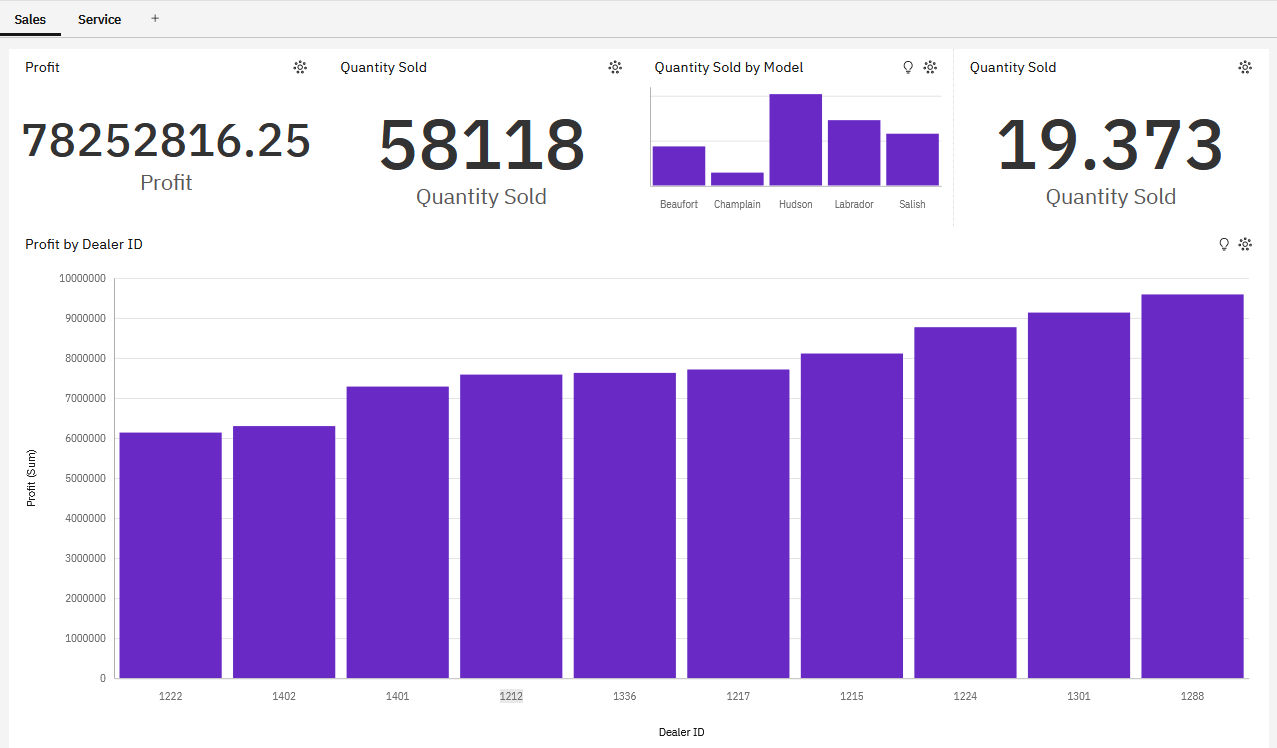 Sales Service +
Profit
78252816.25
Profit
Quantity Sold
58118
Quantity Sold
Quantity Sold by Model
Beaufort Champlain Hudson Labrador Salish
Quantity Sold
19.373
Quantity Sold
Profit by Dealer ID
Profit (Sum)
10000000
9000000
8000000
7000000
6000000
5000000
4000000
3000000
2000000
1000000
0
1222 1402 1401 1212 1336 1217 1215 1224 1301 1288
Dealer ID